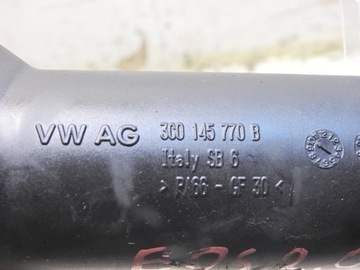 VW AG 3C0 145 770 B
Italy SB 6
> PA66 - GF 30 <